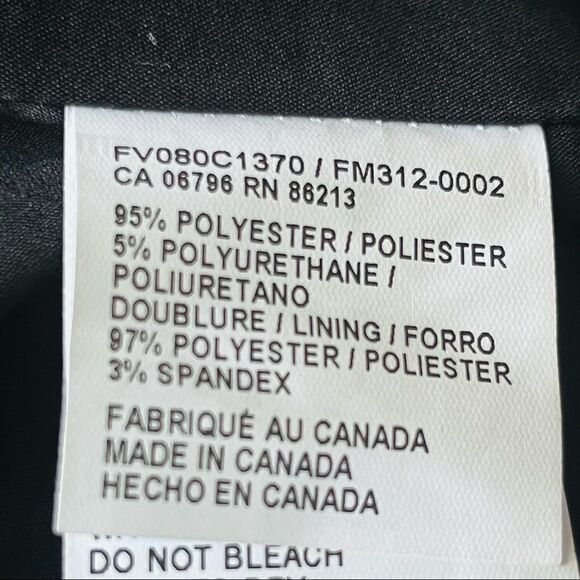 FV080C1370 / FM312-0002
CA 06796 RN 86213
95% POLYESTER / POLIESTER
5% POLYURETHANE /
POLIURETANO
DOUBLURE / LINING / FORRO
97% POLYESTER / POLIESTER
3% SPANDEX
FABRIQUÉ AU CANADA
MADE IN CANADA
HECHO EN CANADA
DO NOT BLEACH